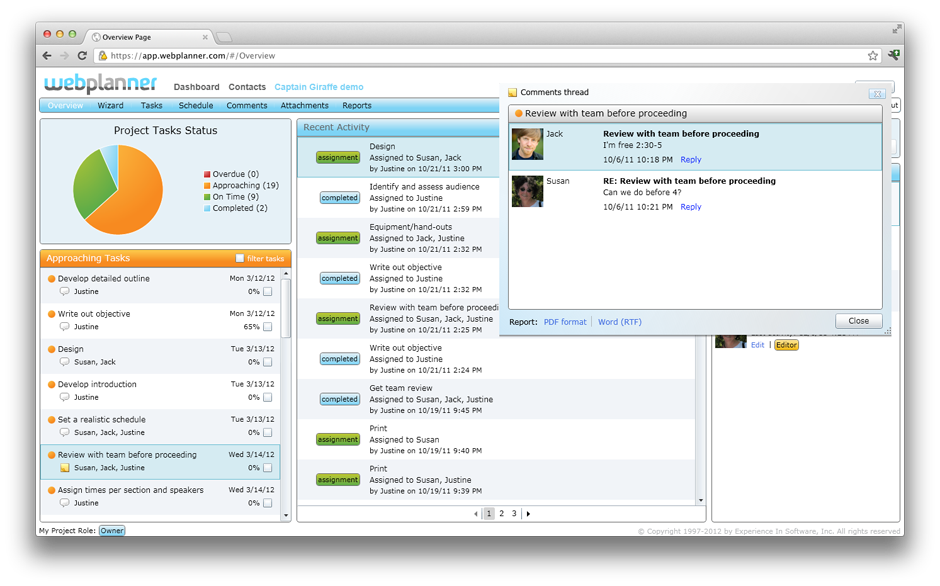 Overview Page
https://app.webplanner.com/#/Overview
webplanner
Dashboard Contacts Captain Giraffe demo
Overview Wizard Tasks Schedule Comments Attachments Reports
Project Tasks Status
Overdue (0)
Approaching (19)
On Time (9)
Completed (2)
Approaching Tasks filter tasks
Develop detailed outline Mon 3/12/12
Justine 0%
Write out objective Mon 3/12/12
Justine 65%
Design Tue 3/13/12
Susan, Jack 0%
Develop introduction Tue 3/13/12
Justine 0%
Set a realistic schedule Tue 3/13/12
Susan, Jack, Justine 0%
Review with team before proceeding Wed 3/14/12
Susan, Jack, Justine 0%
Assign times per section and speakers Wed 3/14/12
Justine 0%
My Project Role: Owner
Recent Activity
Design
assignment Assigned to Susan, Jack
by Justine on 10/21/11 3:00 PM
Identify and assess audience
completed Assigned to Justine
by Justine on 10/21/11 2:59 PM
Equipment/hand-outs
assignment Assigned to Jack, Justine
by Justine on 10/21/11 2:32 PM
Write out objective
completed Assigned to Justine
by Justine on 10/21/11 2:32 PM
Review with team before proceedi
assignment Assigned to Susan, Jack, Justine
by Justine on 10/21/11 2:25 PM
Write out objective
completed Assigned to Justine
by Justine on 10/21/11 2:24 PM
Get team review
completed Assigned to Susan, Jack, Justine
by Justine on 10/19/11 9:45 PM
Print
assignment Assigned to Susan
by Justine on 10/19/11 9:40 PM
Print
assignment Assigned to Susan, Jack, Justine
by Justine on 10/19/11 9:39 PM
1 2 3
Comments thread
Review with team before proceeding
Jack Review with team before proceeding
I'm free 2:30-5
10/6/11 10:18 PM Reply
Susan RE: Review with team before proceeding
Can we do before 4?
10/6/11 10:21 PM Reply
Report: PDF format Word (RTF) Close
Edit | Editor
© Copyright 1997-2012 by Experience In Software, Inc. All rights reserved